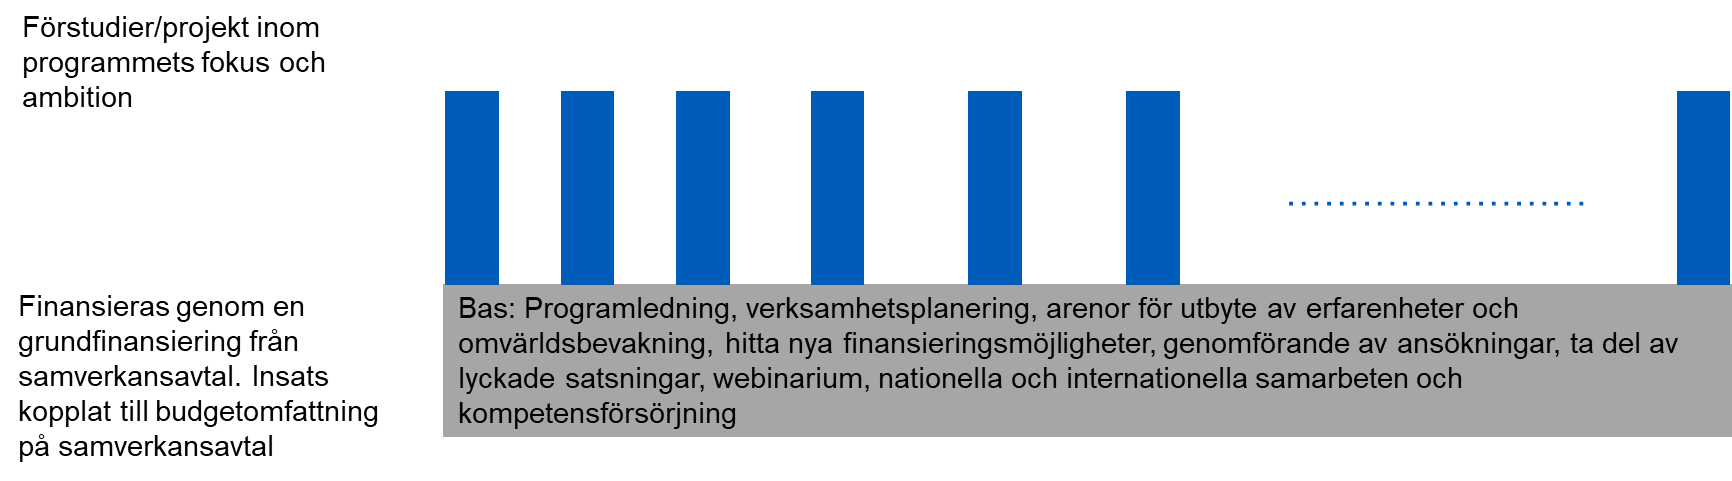 Förstudier/projekt inom
programmets fokus och
ambition
Finansieras genom en
grundfinansiering från
samverkansavtal. Insats
kopplat till budgetomfattning
på samverkansavtal
Bas: Programledning, verksamhetsplanering, arenor för utbyte av erfarenheter och
omvärldsbevakning, hitta nya finansieringsmöjligheter, genomförande av ansökningar, ta del av
lyckade satsningar, webinarium, nationella och internationella samarbeten och
kompetensförsörjning